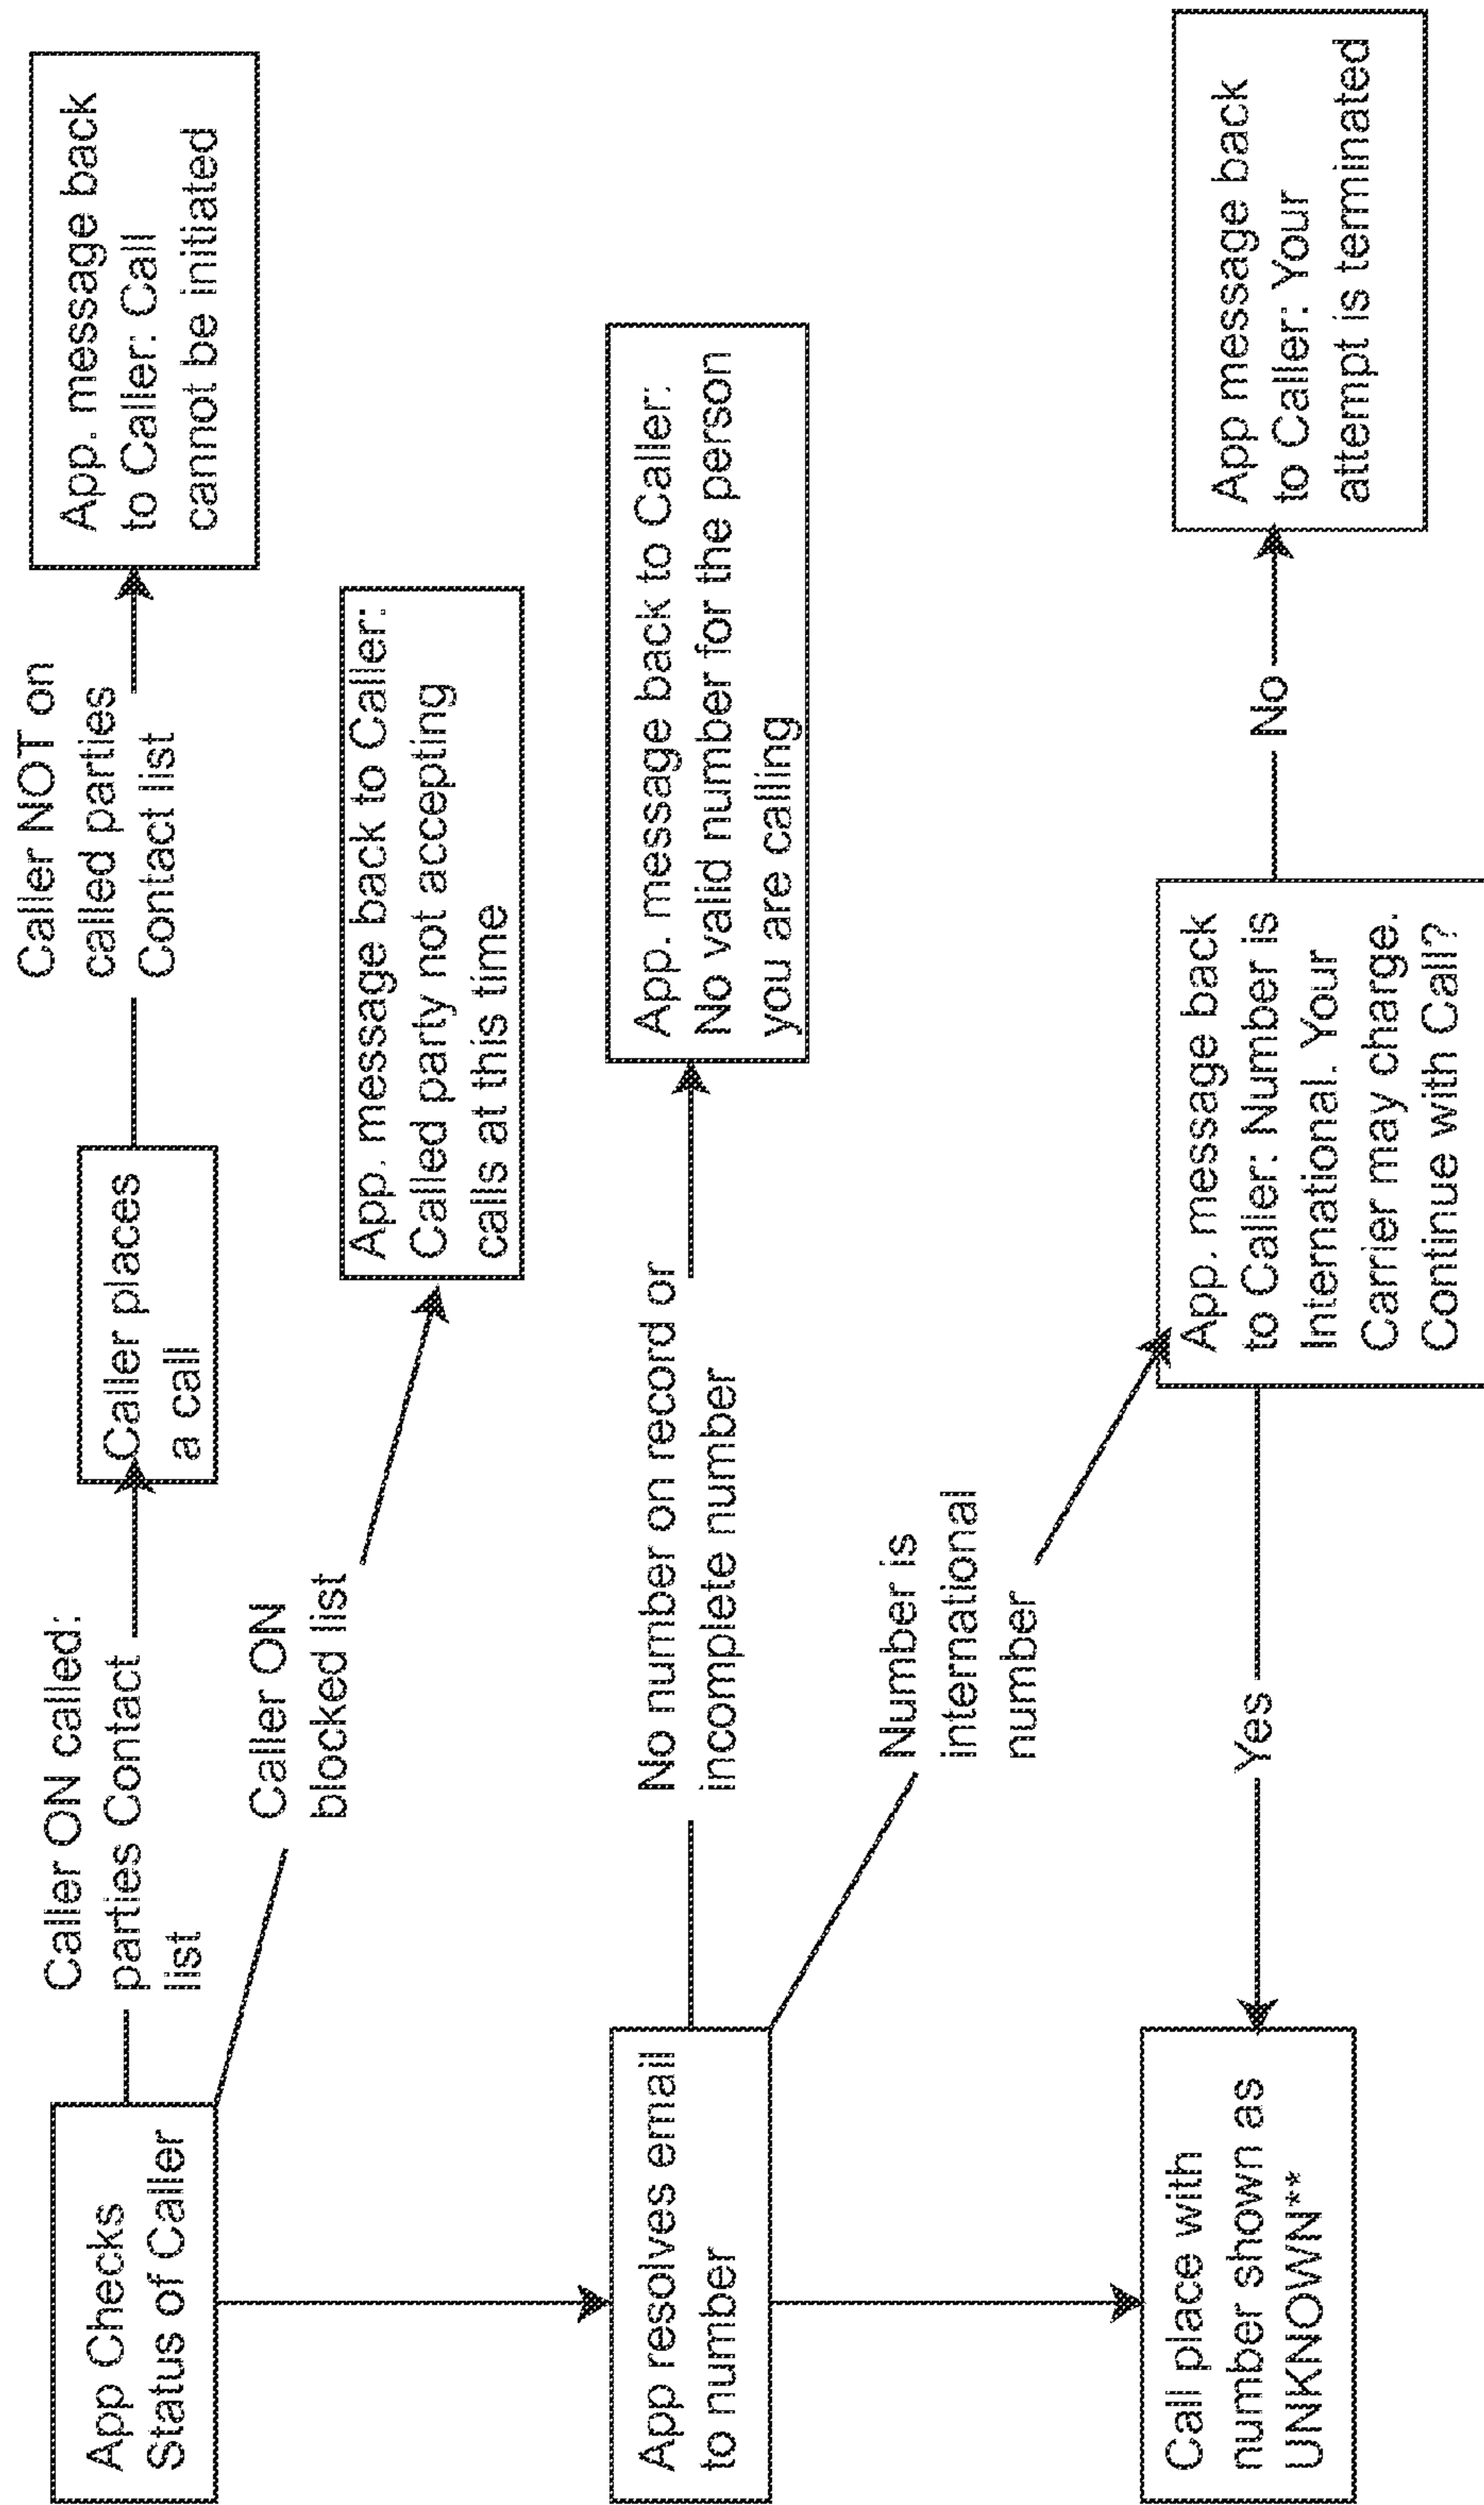 App Checks
Status of Caller
Caller ON called:
parties Contact
list
Caller places
a call
Caller NOT on
called parties
Contact list
App. message back
to Caller: Call
cannot be initiated
Caller ON
blocked list
App. message back to Caller:
Called party not accepting
calls at this time
App resolves email
to number
No number on record or
incomplete number
App. message back to Caller:
No valid number for the person
you are calling
Number is
international
number
App. message back
to Caller: Number is
International. Your
Carrier may charge.
Continue with Call?
Call place with
number shown as
UNKNOWN**
Yes
No
App message back
to Caller: Your
attempt is terminated